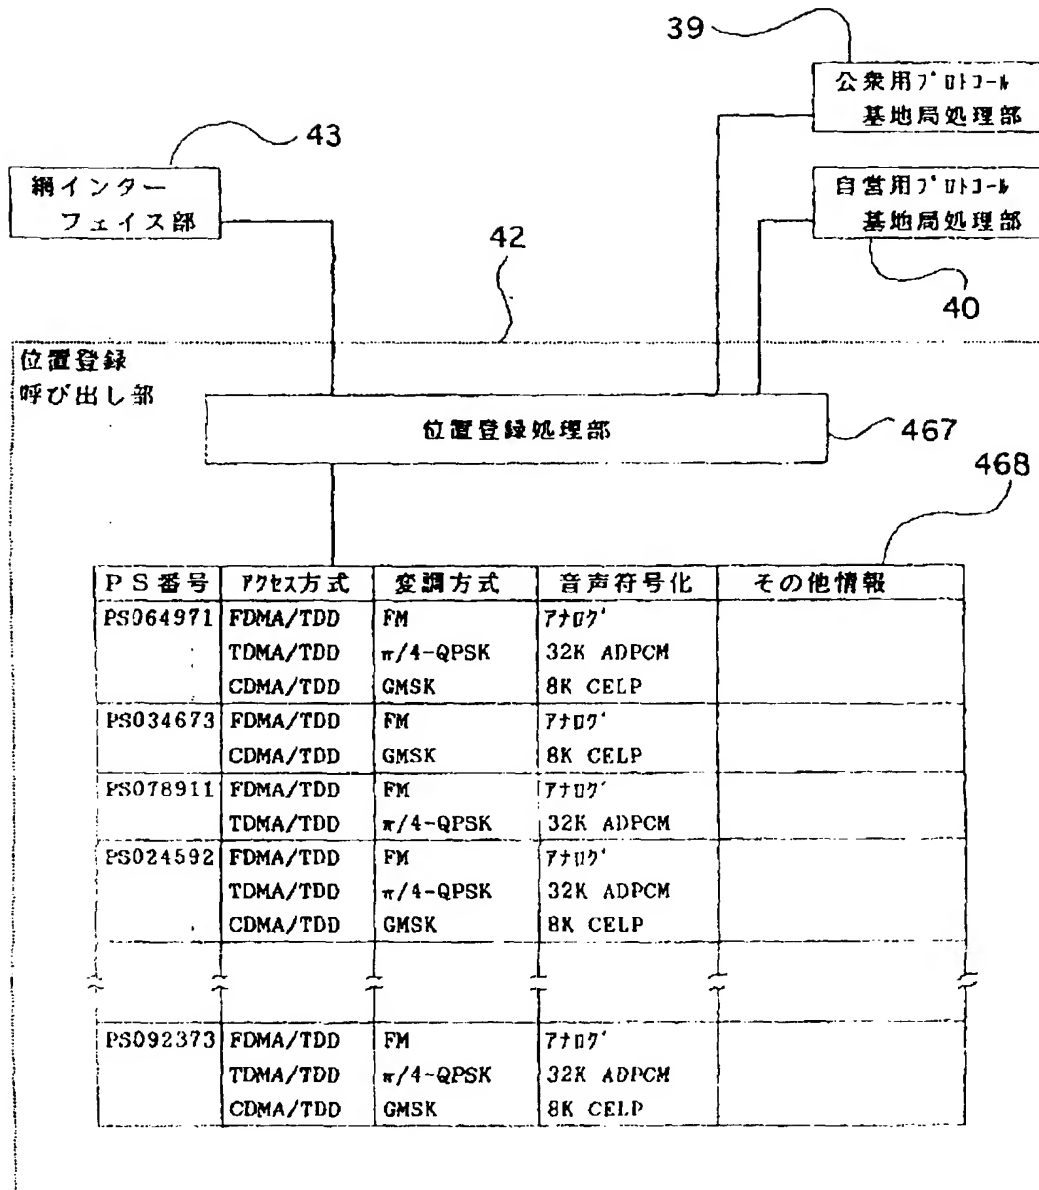 39
公衆用プロトコール
基地局処理部
43
網インター
フェイス部
自営用プロトコール
基地局処理部
42
40
位置登録
呼び出し部
位置登録処理部
467
468
PS番号 アクセス方式 変調方式 音声符号化 その他情報
PS064971 FDMA/TDD FM アナログ
TDMA/TDD π/4-QPSK 32K ADPCM
CDMA/TDD GMSK 8K CELP
PS034673 FDMA/TDD FM アナログ
CDMA/TDD GMSK 8K CELP
PS078911 FDMA/TDD FM アナログ
TDMA/TDD π/4-QPSK 32K ADPCM
PS024592 FDMA/TDD FM アナログ
TDMA/TDD π/4-QPSK 32K ADPCM
CDMA/TDD GMSK 8K CELP
PS092373 FDMA/TDD FM アナログ
TDMA/TDD π/4-QPSK 32K ADPCM
CDMA/TDD GMSK 8K CELP